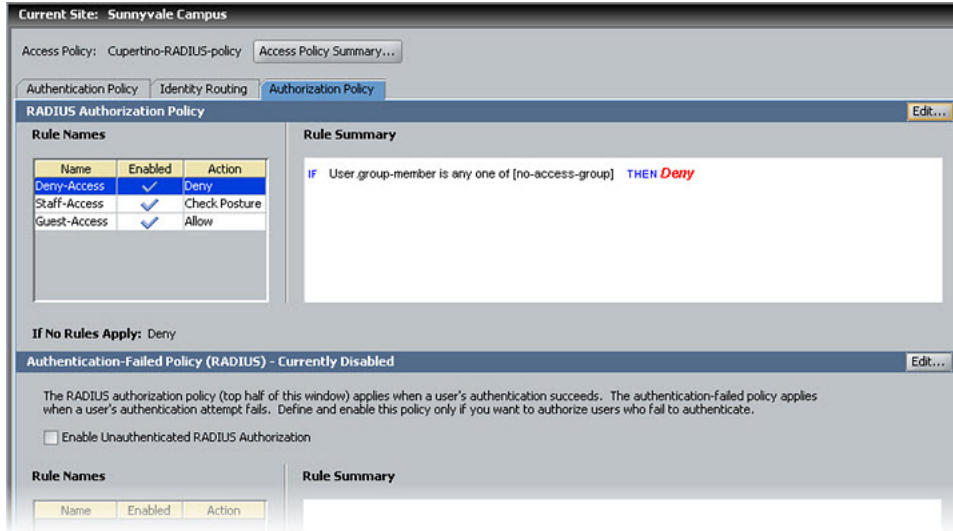 Current Site: Sunnyvale Campus
Access Policy: Cupertino-RADIUS-policy Access Policy Summary...
Authentication Policy Identity Routing Authorization Policy
RADIUS Authorization Policy Edit...
Rule Names Rule Summary
Name Enabled Action
Deny-Access Deny
Staff-Access Check Posture
Guest-Access Allow
IF User.group-member is any one of [no-access-group] THEN Deny
If No Rules Apply: Deny
Authentication-Failed Policy (RADIUS) - Currently Disabled Edit...
The RADIUS authorization policy (top half of this window) applies when a user's authentication succeeds. The authentication-failed policy applies
when a user's authentication attempt fails. Define and enable this policy only if you want to authorize users who fail to authenticate.
Enable Unauthenticated RADIUS Authorization
Rule Names Rule Summary
Name Enabled Action